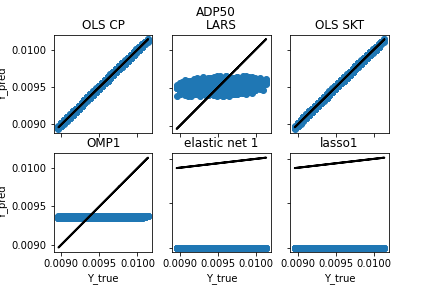 ADP50
OLS CP
LARS
OLS SKT
0.0100
0.0095
0.0090
OMP1
elastic net 1
lasso1
Y_pred
0.0100
0.0095
0.0090
0.0090 0.0095 0.0100
0.0090 0.0095 0.0100
0.0090 0.0095 0.0100
Y_true
Y_true
Y_true